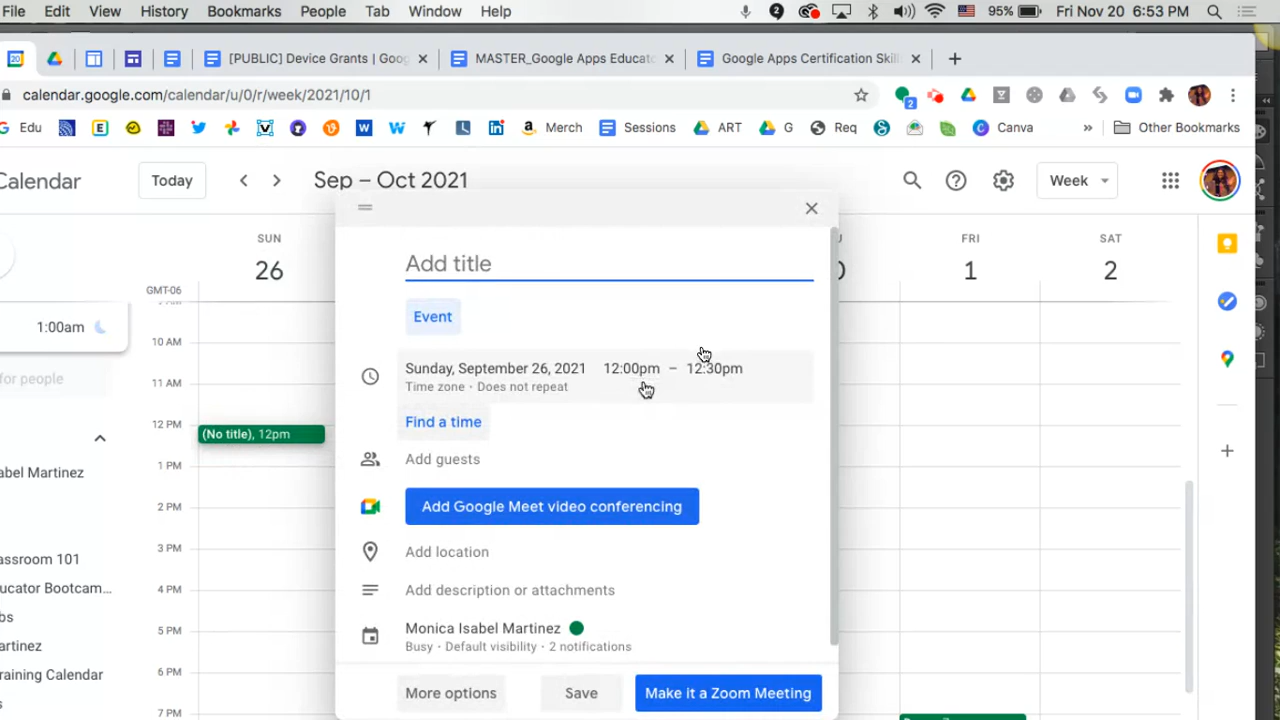 File Edit View History Bookmarks People Tab Window Help 2 95% Fri Nov 20 6:53 PM
20 [PUBLIC] Device Grants | Goog MASTER_Google Apps Educato Google Apps Certification Skill
calendar.google.com/calendar/u/0/r/week/2021/10/1 2
Edu Merch Sessions ART G Req Canva » Other Bookmarks
Calendar Today Sep – Oct 2021 Week
SUN FRI SAT
26 1 2
GMT-06
Add title
Event
1:00am
10 AM
for people
11 AM
Sunday, September 26, 2021 12:00pm – 12:30pm
Time zone · Does not repeat
12 PM
(No title), 12pm
Find a time
1 PM
Add guests
abel Martinez
2 PM
Add Google Meet video conferencing
3 PM
Add location
assroom 101
4 PM
Add description or attachments
ucator Bootcam...
bs
5 PM
Monica Isabel Martinez
Busy · Default visibility · 2 notifications
artinez
6 PM
raining Calendar
More options Save Make it a Zoom Meeting
7 PM